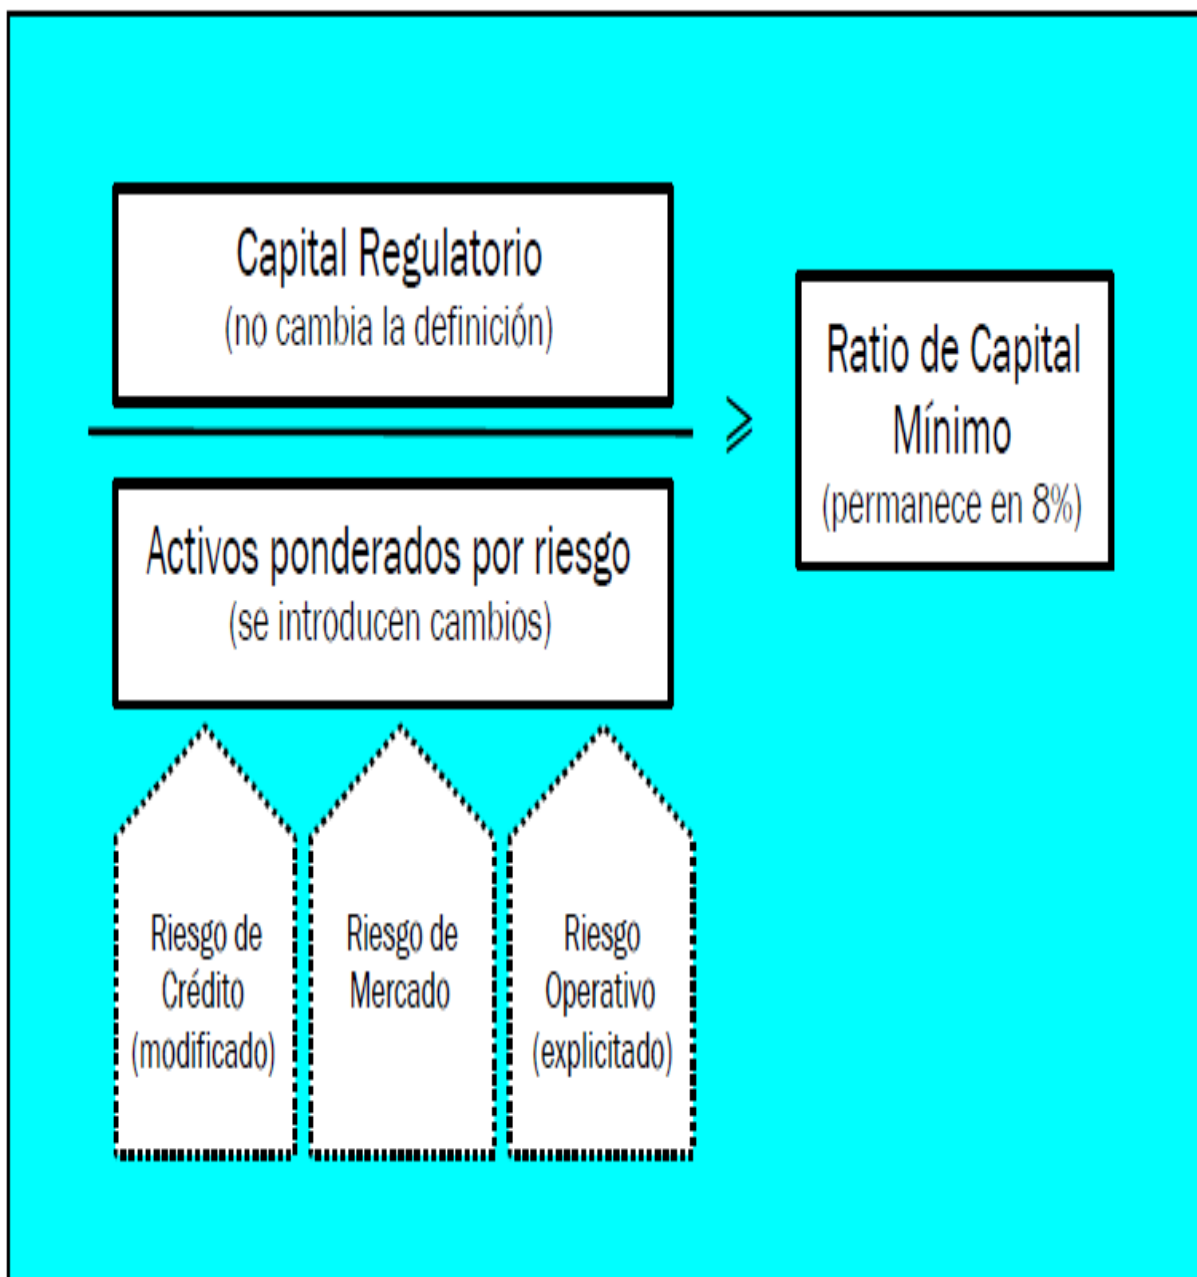 Capital Regulatorio
(no cambia la definición)
≥
Ratio de Capital
Mínimo
(permanece en 8%)
Activos ponderados por riesgo
(se introducen cambios)
Riesgo de
Crédito
(modificado)
Riesgo de
Mercado
Riesgo
Operativo
(explicitado)